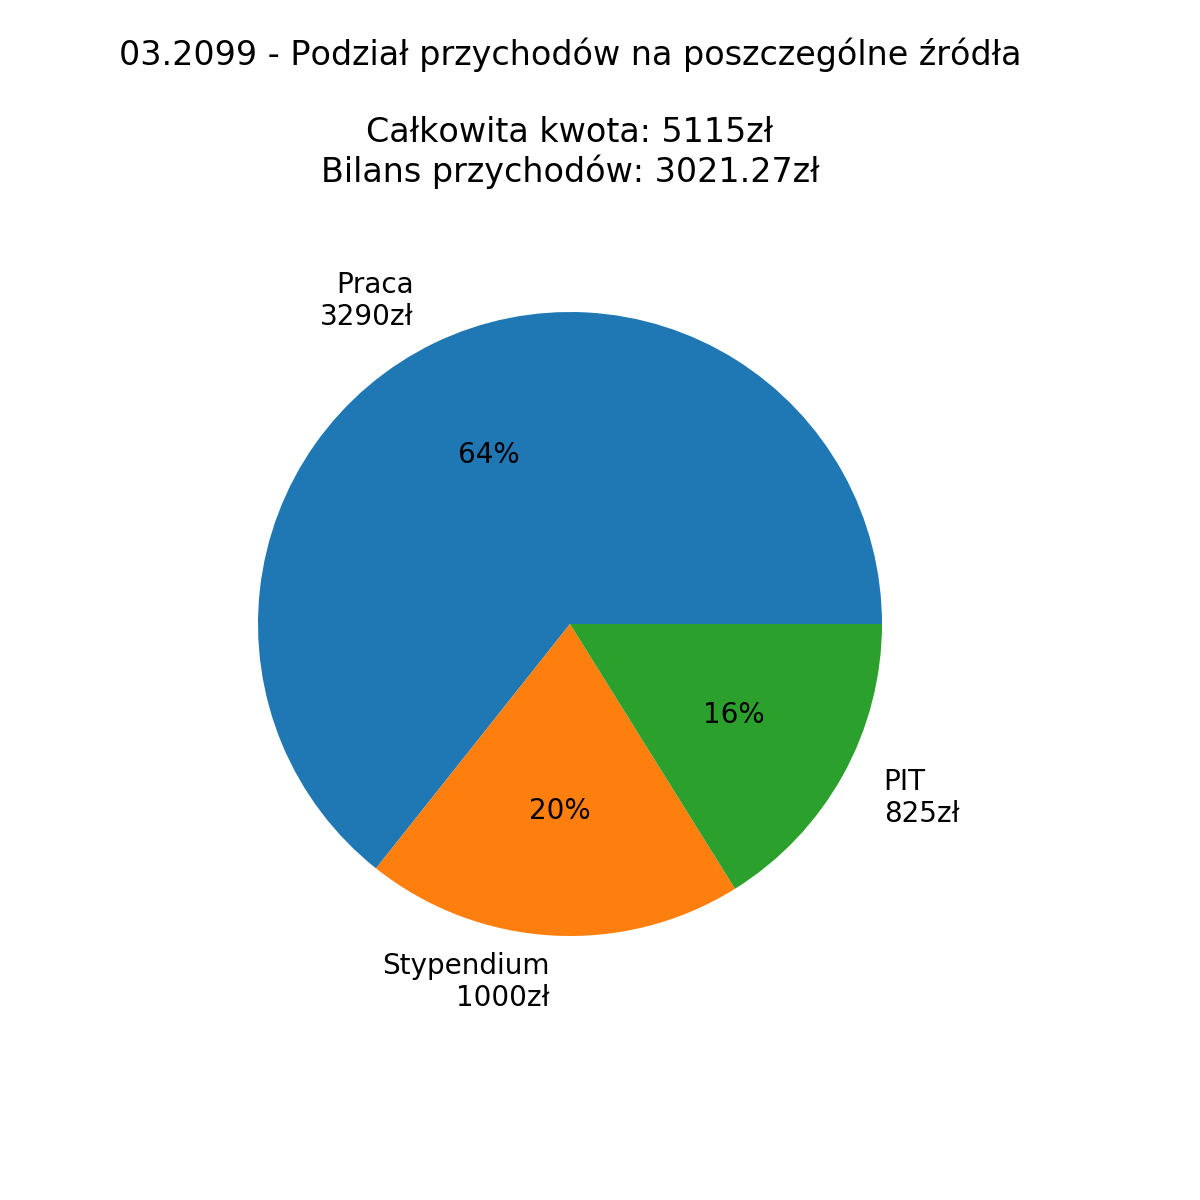 03.2099 - Podział przychodów na poszczególne źródła
Całkowita kwota: 5115zł
Bilans przychodów: 3021.27zł
Praca
3290zł
64%
16%
PIT
825zł
20%
Stypendium
1000zł